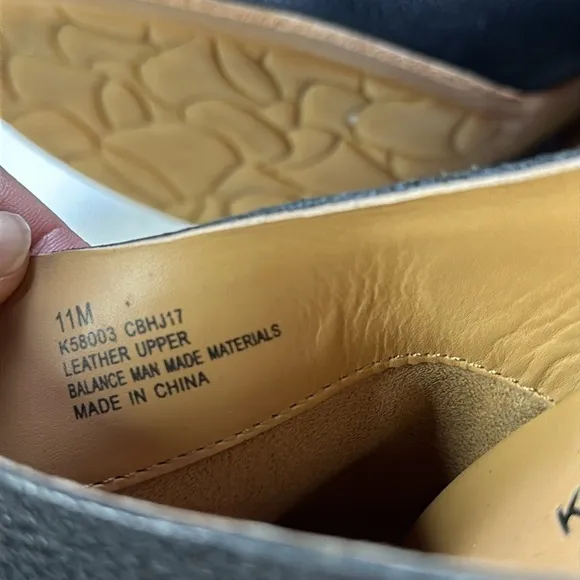 11M
K58003 CBHJ17
LEATHER UPPER
BALANCE MAN MADE MATERIALS
MADE IN CHINA
K